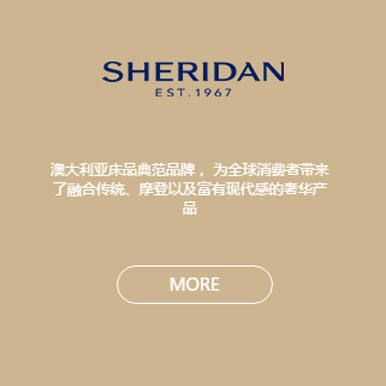 SHERIDAN
EST.1967
澳大利亚床品典范品牌，为全球消费者带来
了融合传统、摩登以及富有现代感的奢华产
品
MORE